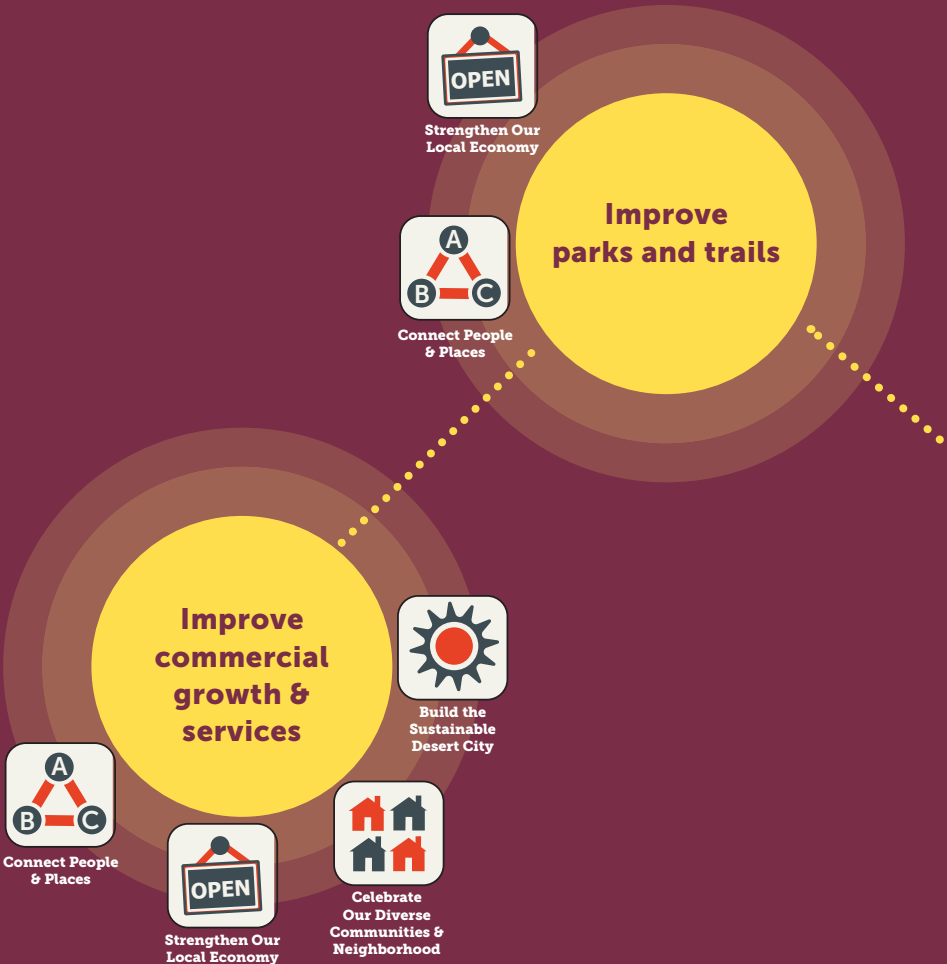 OPEN
Strengthen Our
Local Economy
Improve
parks and trails
A
B
C
Connect People
& Places
Improve
commercial
growth &
services
Build the
Sustainable
Desert City
A
B
C
Connect People
& Places
OPEN
Strengthen Our
Local Economy
Celebrate
Our Diverse
Communities &
Neighborhood